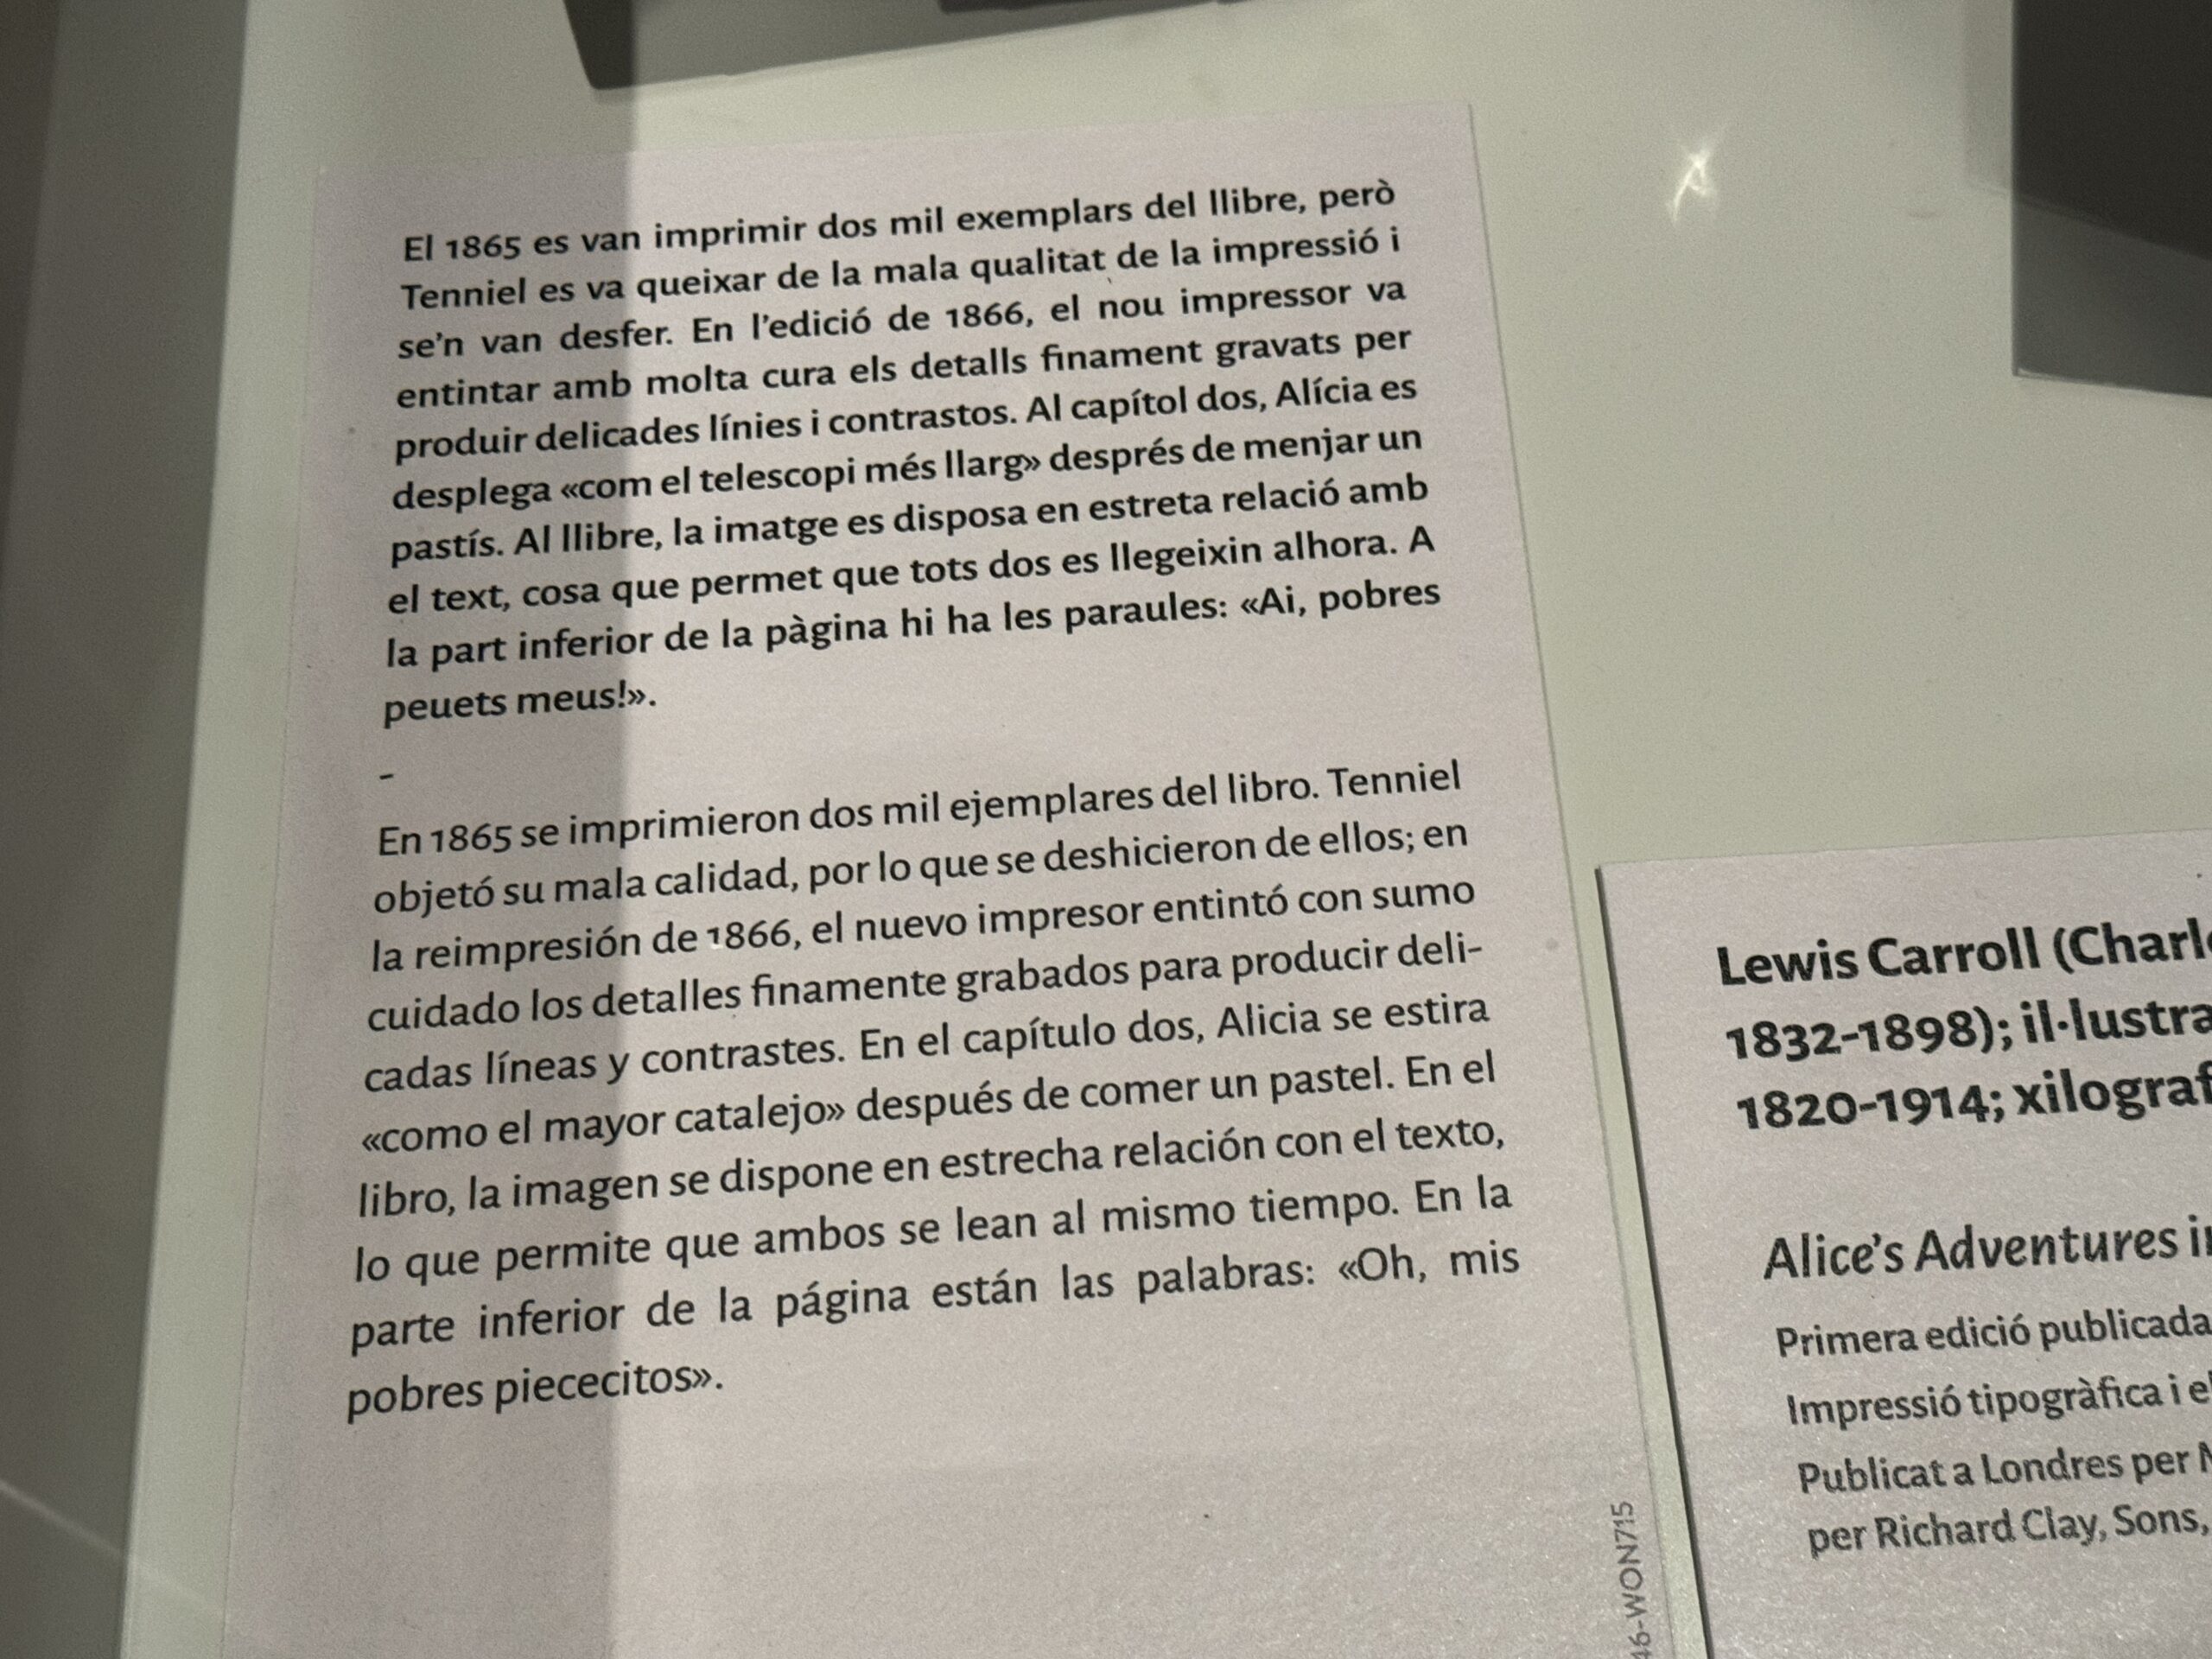 El 1865 es van imprimir dos mil exemplars del llibre, però
Tenniel es va queixar de la mala qualitat de la impressió i
se’n van desfer. En l’edició de 1866, el nou impressor va
entintar amb molta cura els detalls finament gravats per
produir delicades línies i contrastos. Al capítol dos, Alícia es
desplega «com el telescopi més llarg» després de menjar un
pastís. Al llibre, la imatge es disposa en estreta relació amb
el text, cosa que permet que tots dos es llegeixin alhora. A
la part inferior de la pàgina hi ha les paraules: «Ai, pobres
peuets meus!».
-
En 1865 se imprimieron dos mil ejemplares del libro. Tenniel
objetó su mala calidad, por lo que se deshicieron de ellos; en
la reimpresión de 1866, el nuevo impresor entintó con sumo
cuidado los detalles finamente grabados para producir deli-
cadas líneas y contrastes. En el capítulo dos, Alicia se estira
«como el mayor catalejo» después de comer un pastel. En el
libro, la imagen se dispone en estrecha relación con el texto,
lo que permite que ambos se lean al mismo tiempo. En la
parte inferior de la página están las palabras: «Oh, mis
pobres piececitos».
46-WON715
Lewis Carroll (Charl
1832-1898); il·lustra
1820-1914; xilograf
Alice’s Adventures i
Primera edició publicada
Impressió tipogràfica i e
Publicat a Londres per
per Richard Clay, Sons,